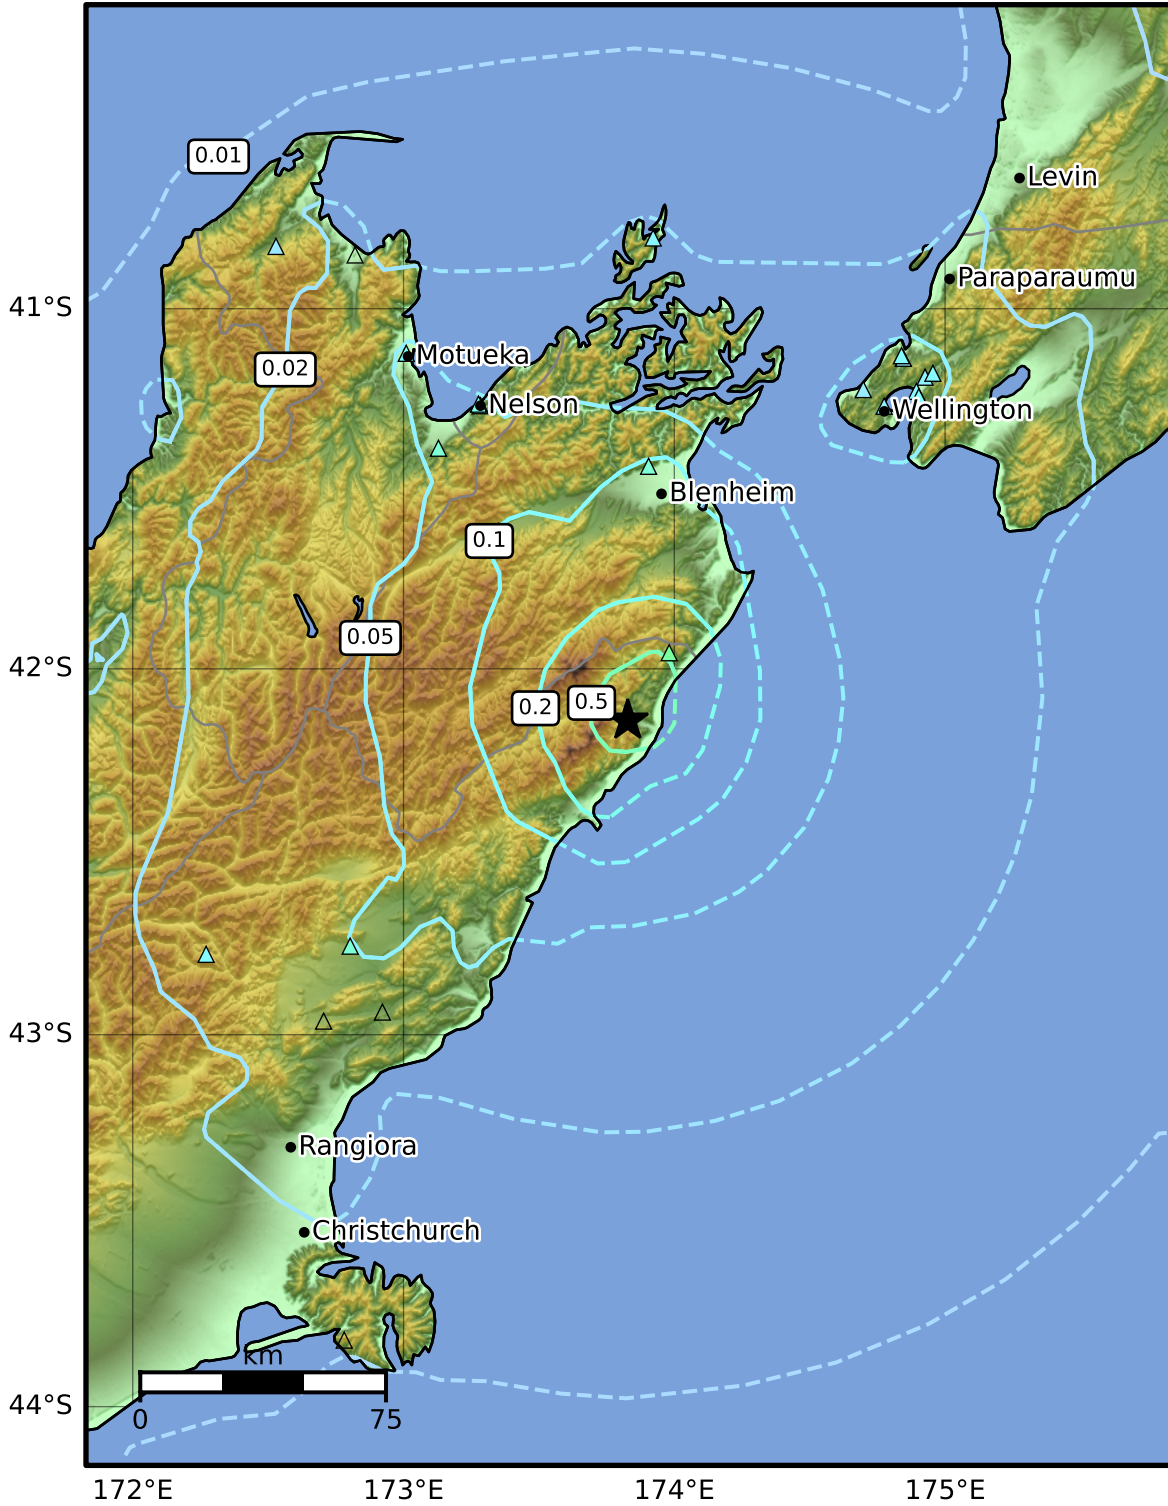 0.01
Levin
Paraparaumu
41°S
Motueka
0.02
Nelson
Wellington
Blenheim
0.1
0.05
42°S
0.5
0.2
43°S
Rangiora
Christchurch
km
0 75
44°S
172°E 173°E 174°E 175°E